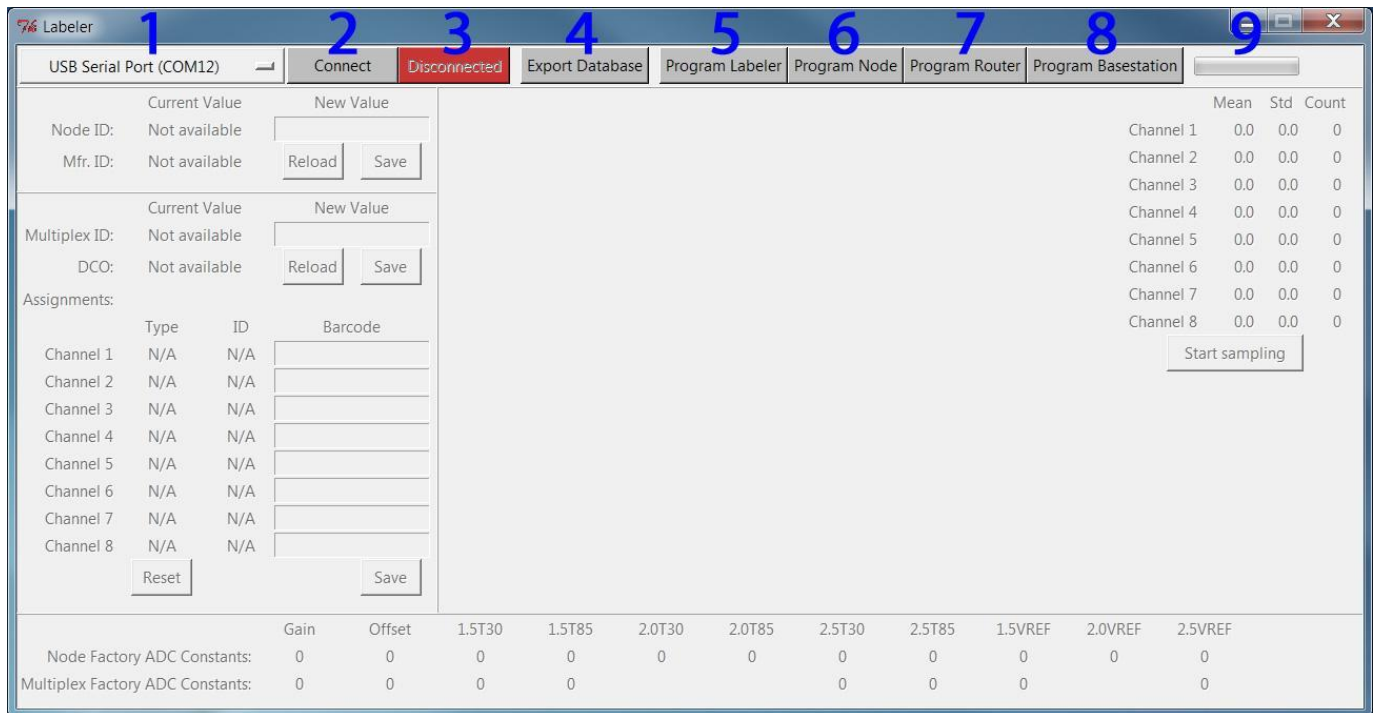 Labeler
1 2 3 4 5 6 7 8 9
USB Serial Port (COM12) Connect Disconnected Export Database Program Labeler Program Node Program Router Program Basestation
Current Value New Value
Node ID: Not available
Mfr. ID: Not available Reload Save
Current Value New Value
Multiplex ID: Not available
DCO: Not available Reload Save
Assignments:
Type ID Barcode
Channel 1 N/A N/A
Channel 2 N/A N/A
Channel 3 N/A N/A
Channel 4 N/A N/A
Channel 5 N/A N/A
Channel 6 N/A N/A
Channel 7 N/A N/A
Channel 8 N/A N/A
Reset Save
Mean Std Count
Channel 1 0.0 0.0 0
Channel 2 0.0 0.0 0
Channel 3 0.0 0.0 0
Channel 4 0.0 0.0 0
Channel 5 0.0 0.0 0
Channel 6 0.0 0.0 0
Channel 7 0.0 0.0 0
Channel 8 0.0 0.0 0
Start sampling
Gain Offset 1.5T30 1.5T85 2.0T30 2.0T85 2.5T30 2.5T85 1.5VREF 2.0VREF 2.5VREF
Node Factory ADC Constants: 0 0 0 0 0 0 0 0 0 0 0
Multiplex Factory ADC Constants: 0 0 0 0 0 0 0 0